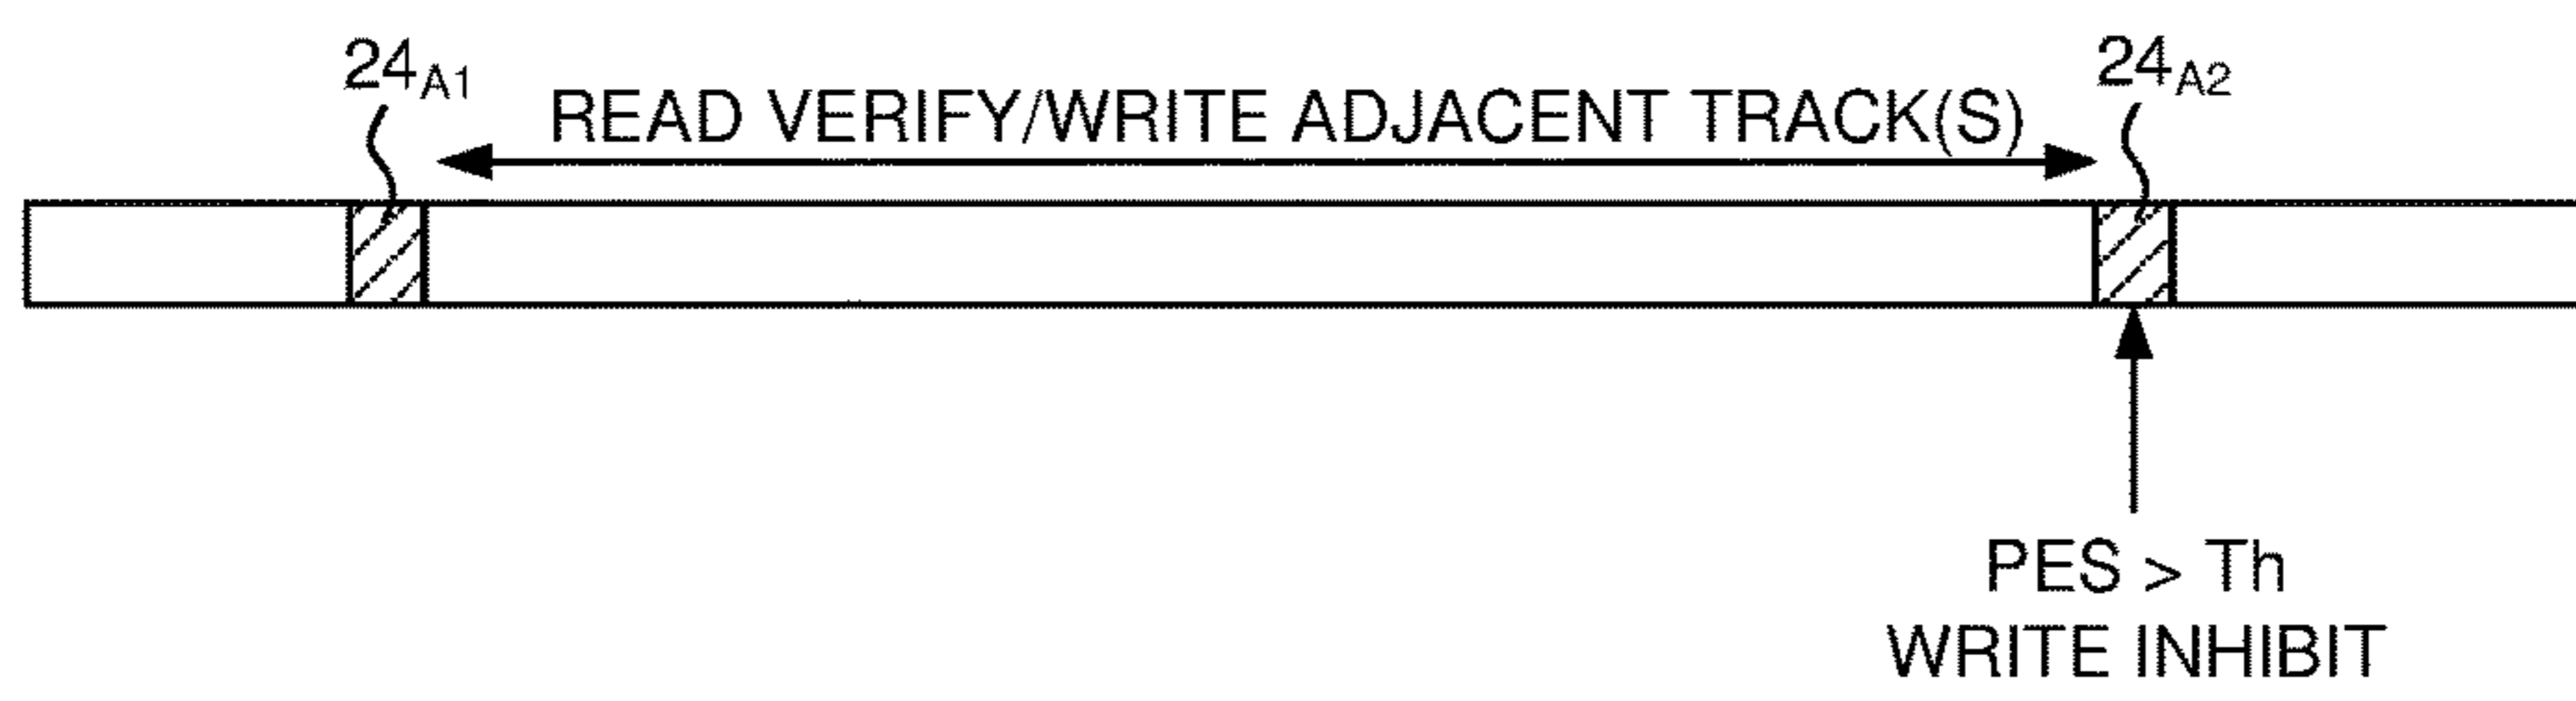 24A1
READ VERIFY/WRITE ADJACENT TRACK(S)
24A2
PES > Th
WRITE INHIBIT